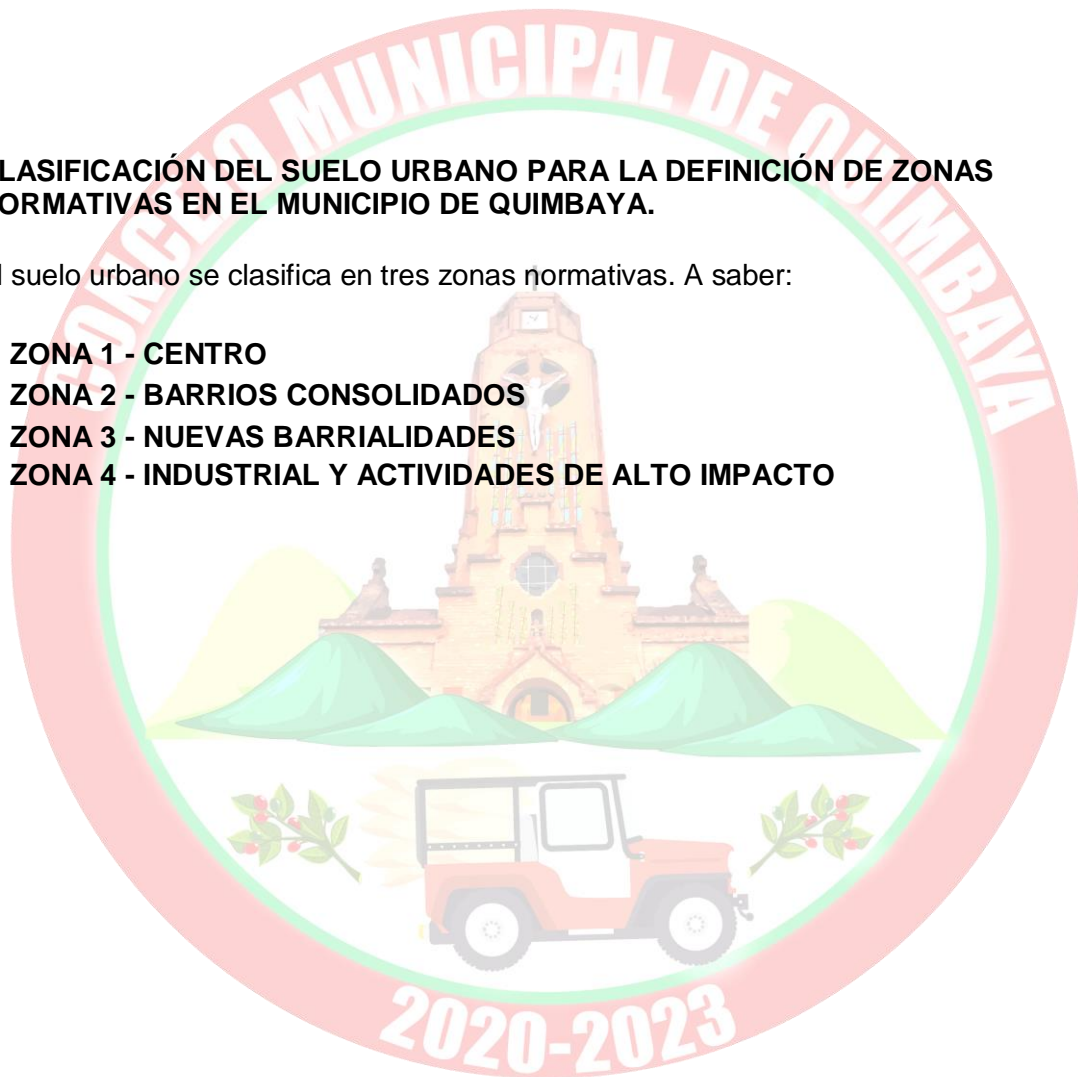 CONCEJO MUNICIPAL DE QUIMBAYA
LASIFICACIÓN DEL SUELO URBANO PARA LA DEFINICIÓN DE ZONAS
ORMATIVAS EN EL MUNICIPIO DE QUIMBAYA.
l suelo urbano se clasifica en tres zonas normativas. A saber:
ZONA 1 - CENTRO
ZONA 2 - BARRIOS CONSOLIDADOS
ZONA 3 - NUEVAS BARRIALIDADES
ZONA 4 - INDUSTRIAL Y ACTIVIDADES DE ALTO IMPACTO
2020-2023